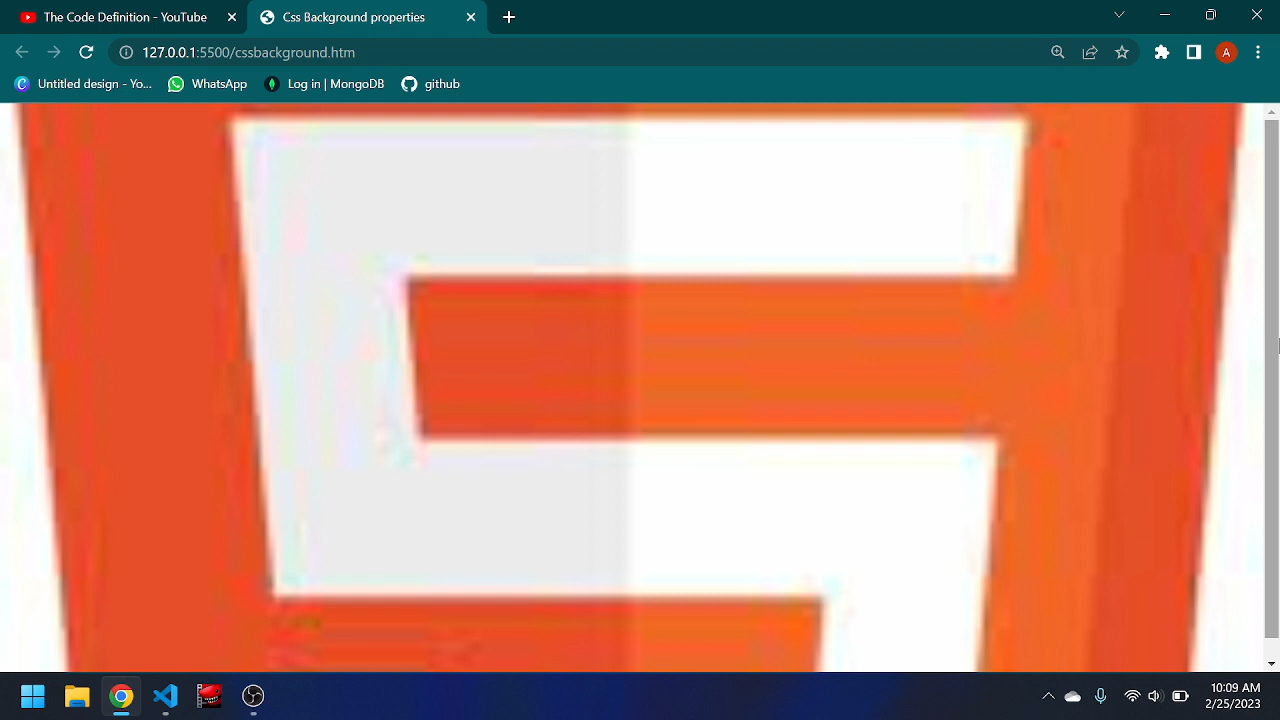 The Code Definition - YouTube
Css Background properties
127.0.0.1:5500/cssbackground.htm
A
Untitled design - Yo...
WhatsApp
Log in | MongoDB
github
10:09 AM
2/25/2023